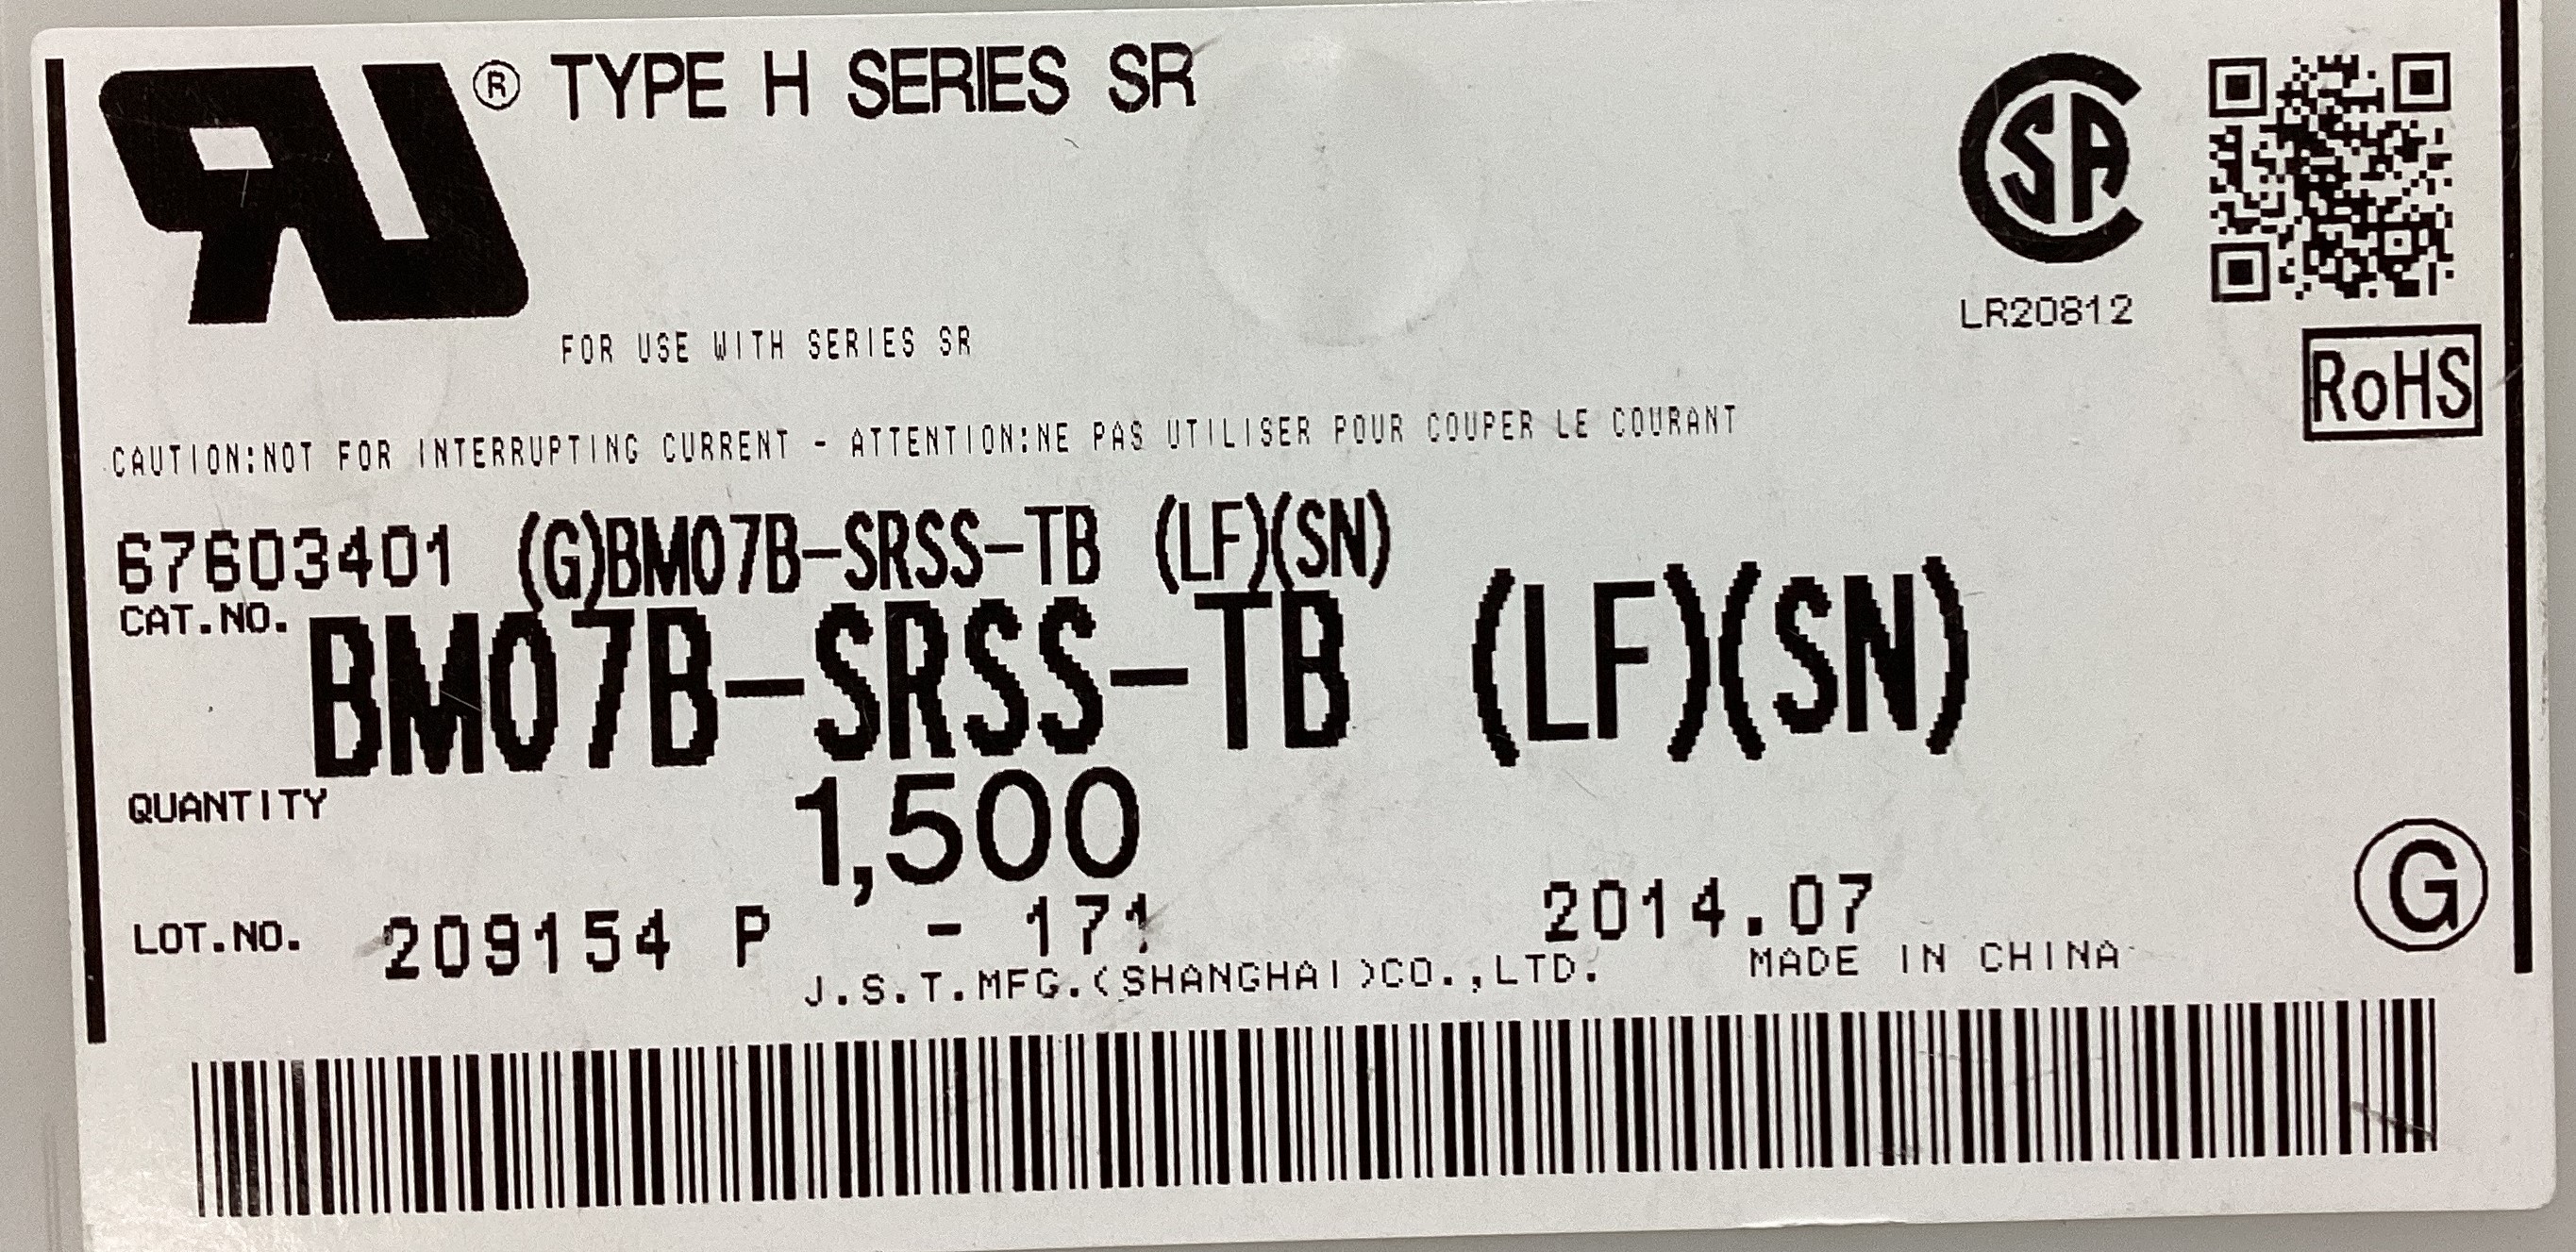 RU® TYPE H SERIES SR
CSA
LR20812
FOR USE WITH SERIES SR
RoHS
CAUTION:NOT FOR INTERRUPTING CURRENT - ATTENTION:NE PAS UTILISER POUR COUPER LE COURANT
67603401 (G)BM07B-SRSS-TB (LF)(SN)
CAT.NO. BM07B-SRSS-TB (LF)(SN)
QUANTITY 1,500
G
LOT.NO. 209154 P - 171 2014.07
J.S.T.MFG.(SHANGHAI)CO.,LTD. MADE IN CHINA